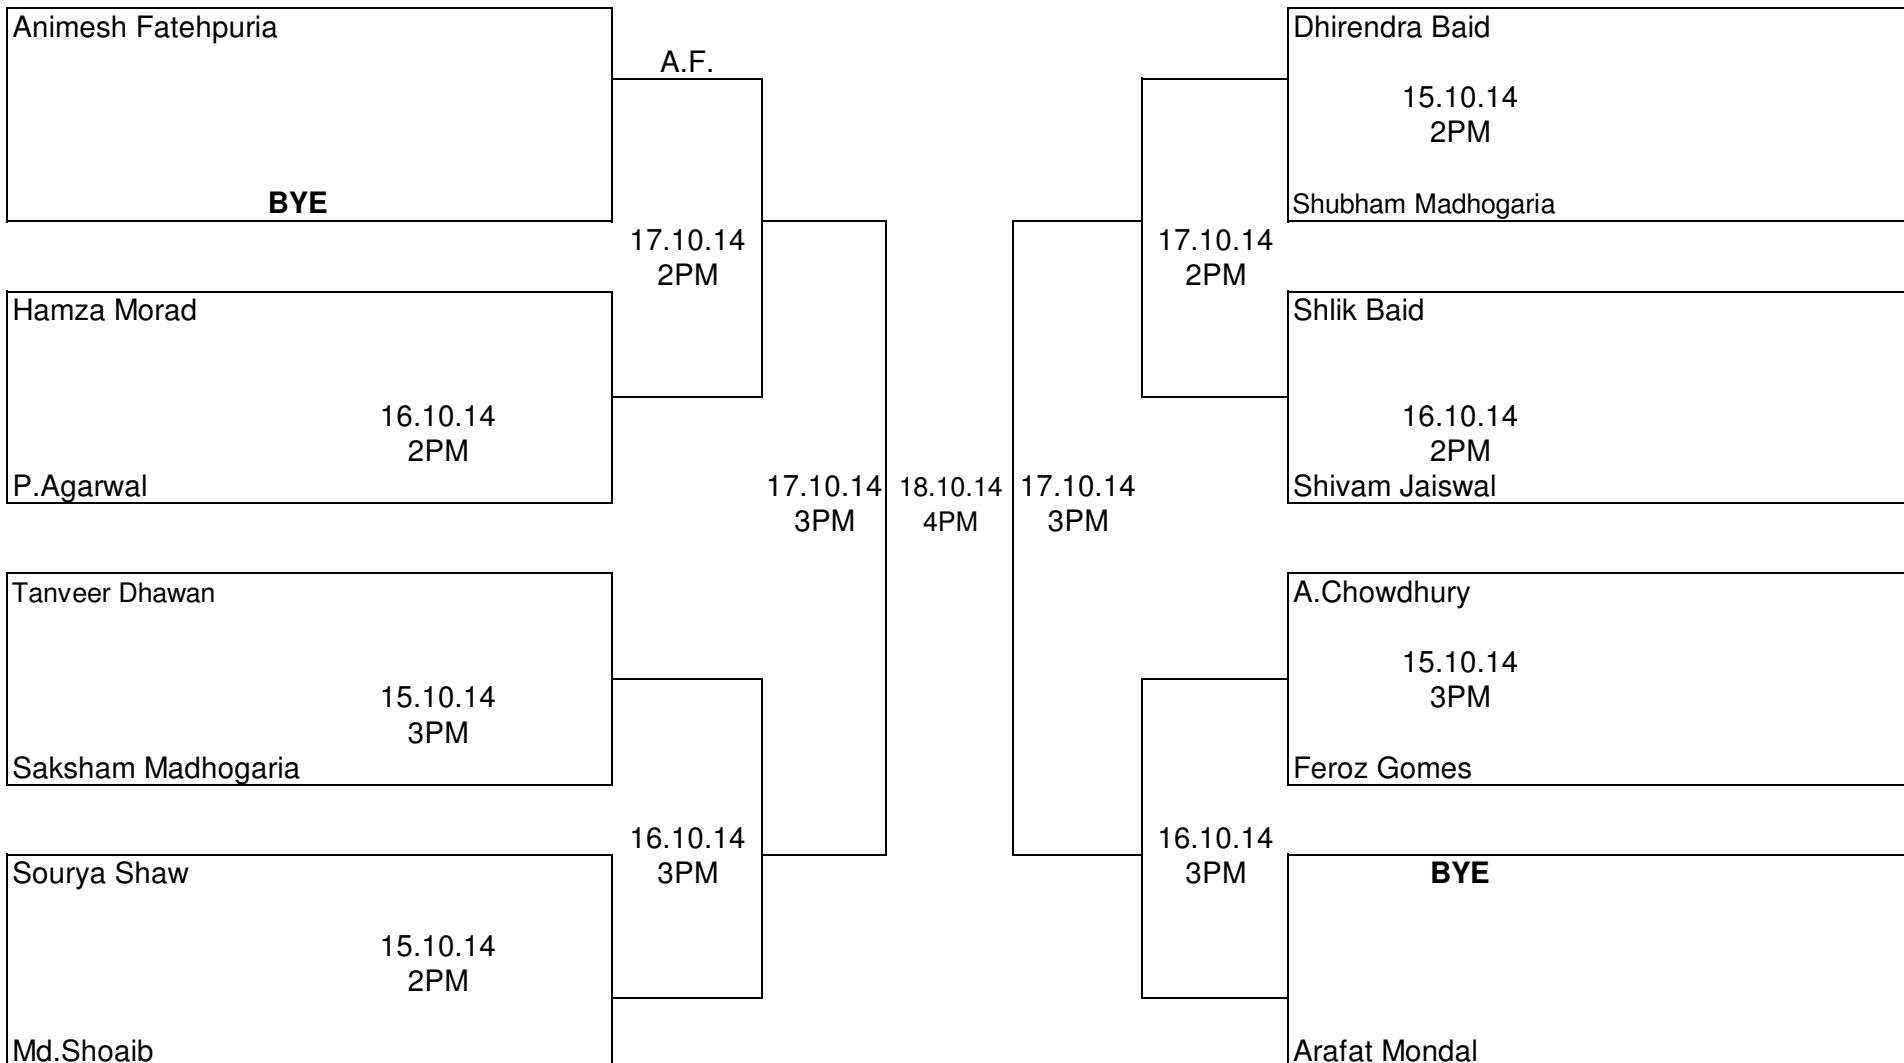 Animesh Fatehpuria
A.F.
BYE
17.10.14
2PM
Hamza Morad
16.10.14
2PM
P.Agarwal
17.10.14
3PM
Tanveer Dhawan
15.10.14
3PM
Saksham Madhogaria
16.10.14
3PM
Sourya Shaw
15.10.14
2PM
Md.Shoaib
18.10.14
4PM
Dhirendra Baid
15.10.14
2PM
Shubham Madhogaria
17.10.14
2PM
Shlik Baid
16.10.14
2PM
Shivam Jaiswal
17.10.14
3PM
A.Chowdhury
15.10.14
3PM
Feroz Gomes
16.10.14
3PM
BYE
Arafat Mondal